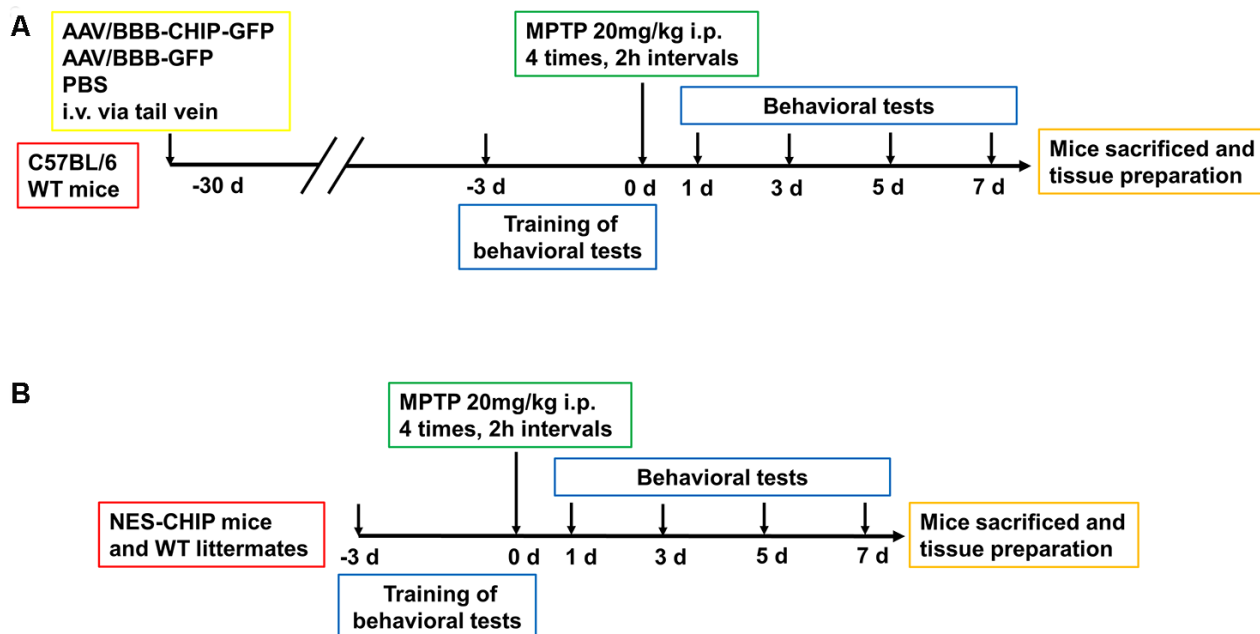 A
AAV/BBB-CHIP-GFP
AAV/BBB-GFP
PBS
i.v. via tail vein
MPTP 20mg/kg i.p.
4 times, 2h intervals
Behavioral tests
C57BL/6
WT mice
Mice sacrificed and
tissue preparation
-30 d
-3 d
0 d
1 d
3 d
5 d
7 d
Training of
behavioral tests
B
MPTP 20mg/kg i.p.
4 times, 2h intervals
Behavioral tests
NES-CHIP mice
and WT littermates
Mice sacrificed and
tissue preparation
-3 d
0 d
1 d
3 d
5 d
7 d
Training of
behavioral tests